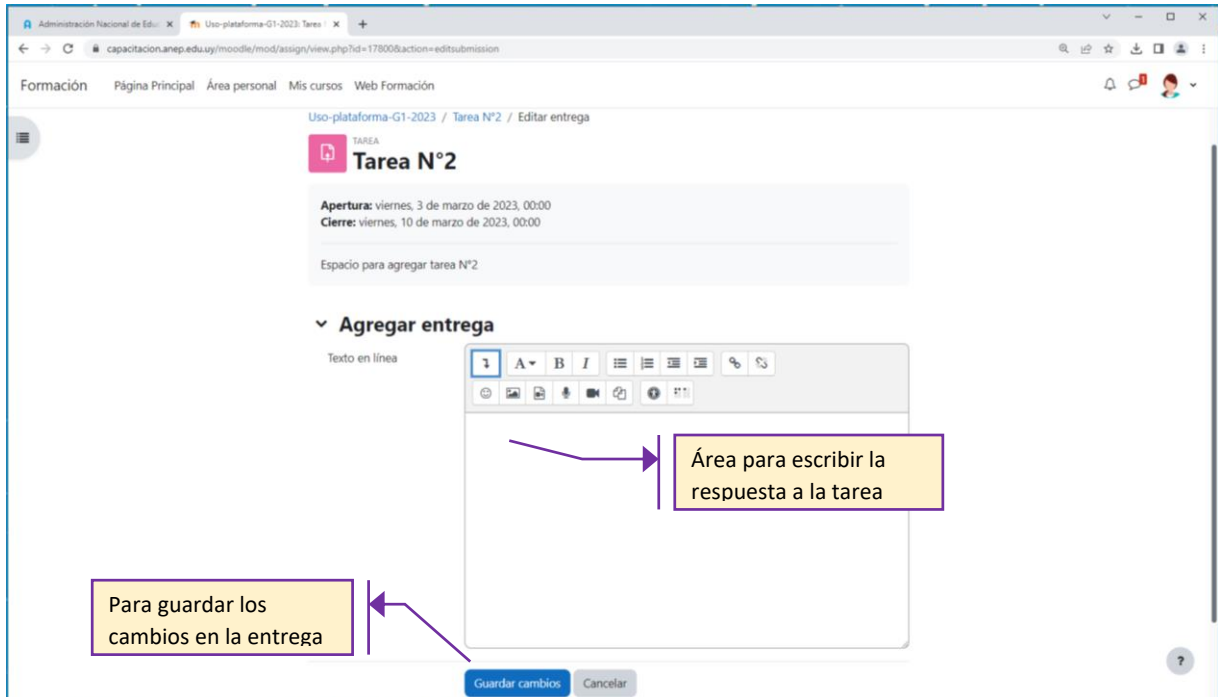 Administración Nacional de Edu
Uso-plataforma-G1-2023: Tarea
capacitacion.anep.edu.uy/moodle/mod/assign/view.php?id=17800&action=editsubmission
Formación Página Principal Área personal Mis cursos Web Formación
1
Uso-plataforma-G1-2023 / Tarea N°2 / Editar entrega
TAREA
Tarea N°2
Apertura: viernes, 3 de marzo de 2023, 00:00
Cierre: viernes, 10 de marzo de 2023, 00:00
Espacio para agregar tarea N°2
Agregar entrega
Texto en línea
A B I
Área para escribir la
respuesta a la tarea
Para guardar los
cambios en la entrega
?
Guardar cambios Cancelar